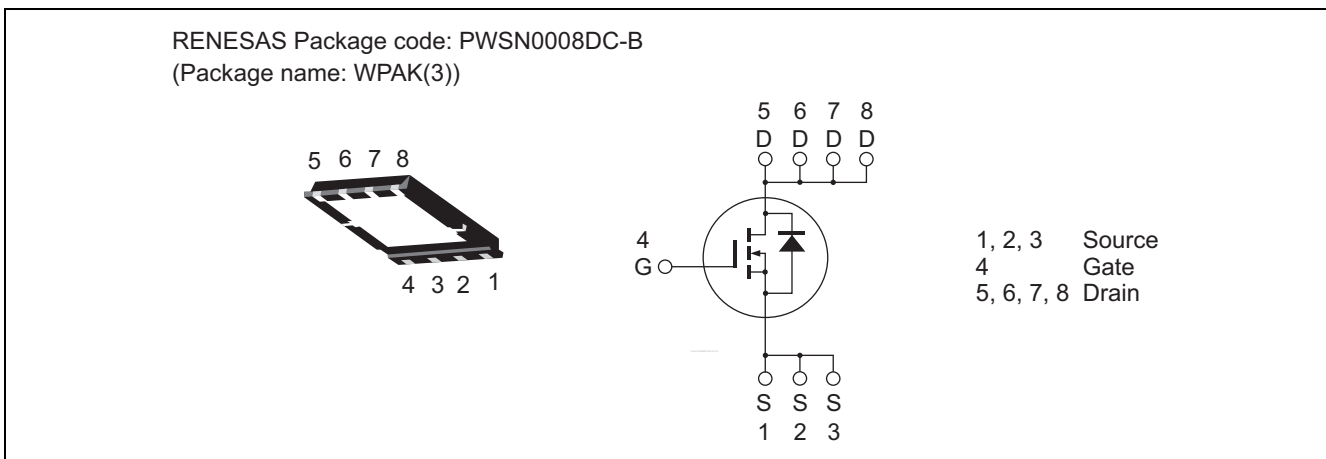 RENESAS Package code: PWSN0008DC-B
(Package name: WPAK(3))
5 6 7 8
4 3 2 1
5 6 7 8
D D D D
4
G
S S S
1 2 3
1, 2, 3 Source
4 Gate
5, 6, 7, 8 Drain